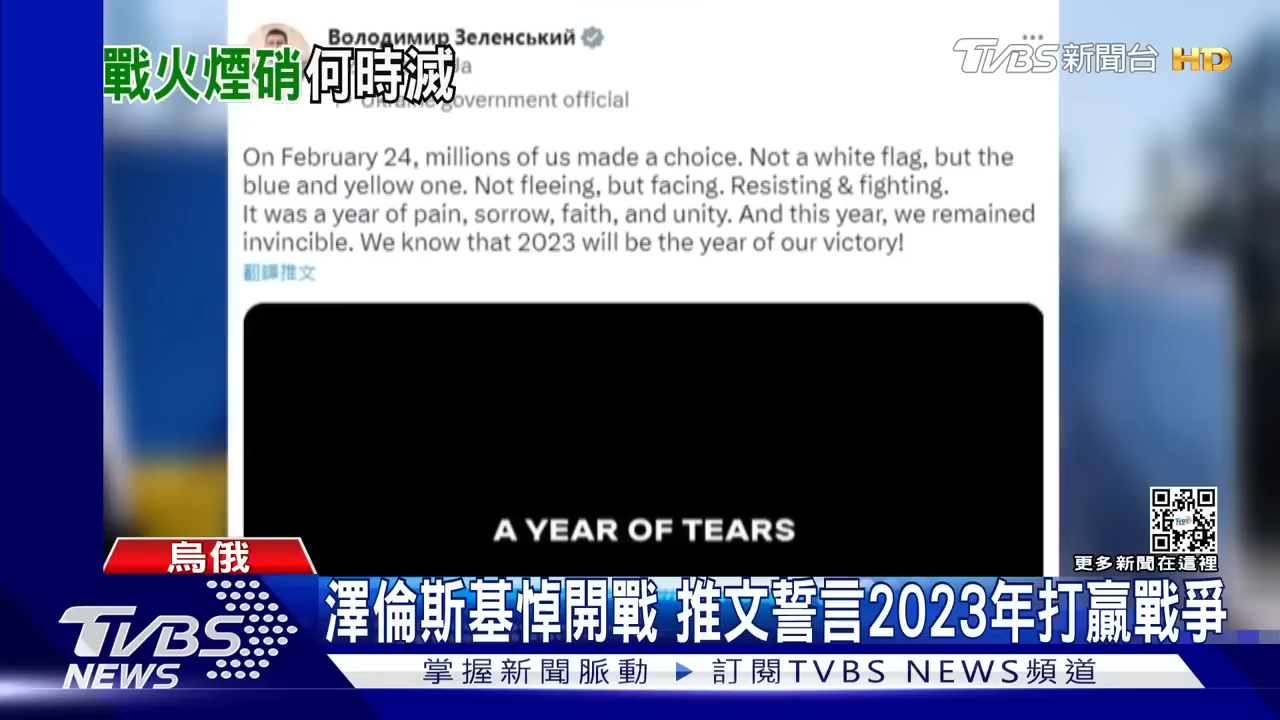 Володимир Зеленський
TVBS新聞台 HD
戰火煙硝何時滅
Ukraine government official
On February 24, millions of us made a choice. Not a white flag, but the
blue and yellow one. Not fleeing, but facing. Resisting & fighting.
It was a year of pain, sorrow, faith, and unity. And this year, we remained
invincible. We know that 2023 will be the year of our victory!
翻譯推文
A YEAR OF TEARS
更多新聞在這裡
烏俄
澤倫斯基悼開戰 推文誓言2023年打贏戰爭
TVBS
NEWS
掌握新聞脈動 ▶ 訂閱TVBS NEWS頻道